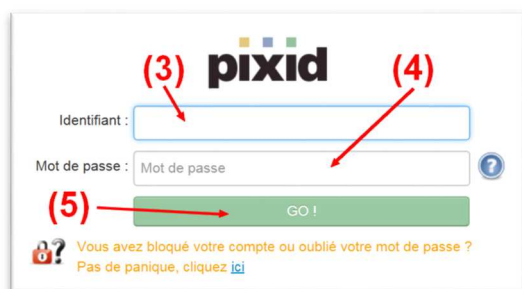 (3) pixid (4)
Identifiant :
Mot de passe : Mot de passe ?
(5) GO !
? Vous avez bloqué votre compte ou oublié votre mot de passe ?
Pas de panique, cliquez ici